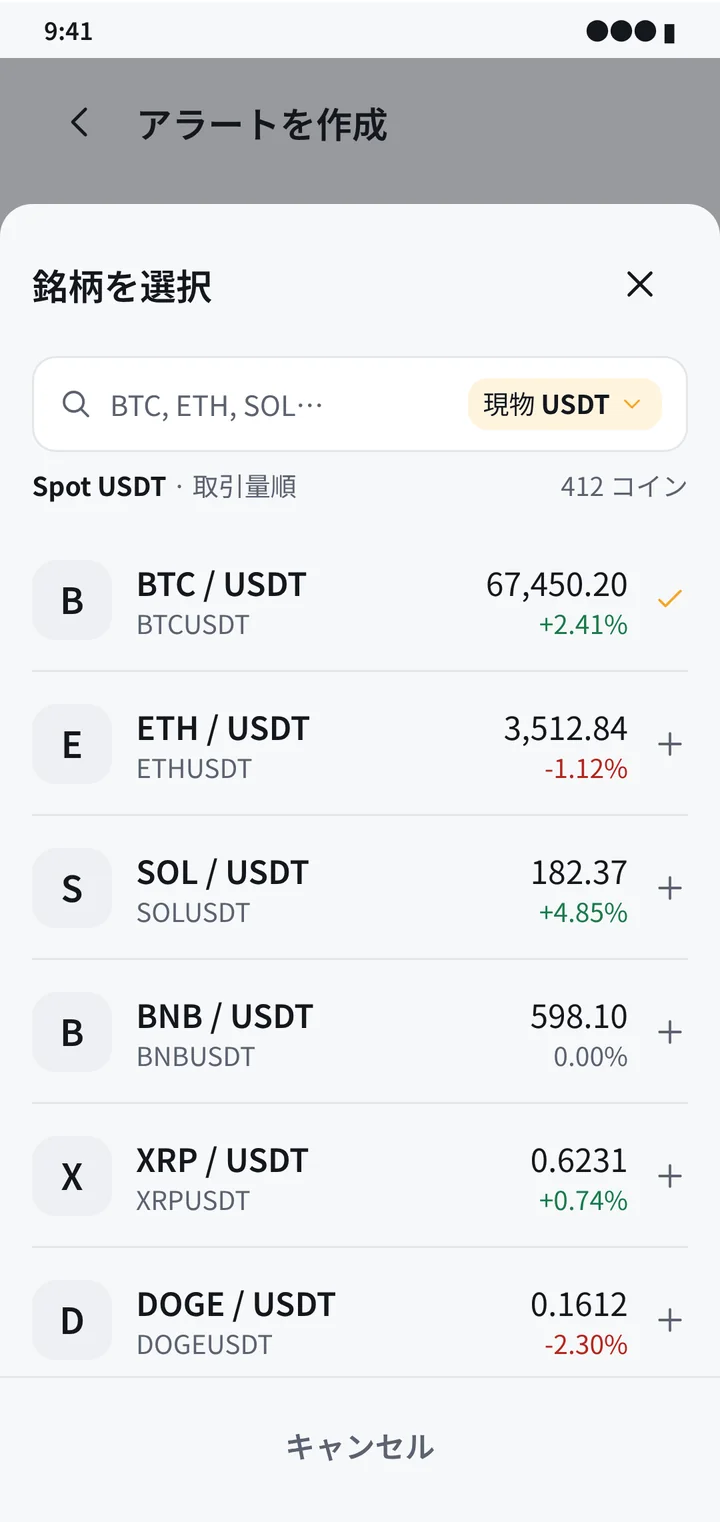 9:41
アラートを作成
銘柄を選択
BTC, ETH, SOL… 現物 USDT
Spot USDT · 取引量順 412 コイン
B BTC / USDT 67,450.20
BTCUSDT +2.41%
E ETH / USDT 3,512.84
ETHUSDT -1.12%
S SOL / USDT 182.37
SOLUSDT +4.85%
B BNB / USDT 598.10
BNBUSDT 0.00%
X XRP / USDT 0.6231
XRPUSDT +0.74%
D DOGE / USDT 0.1612
DOGEUSDT -2.30%
キャンセル